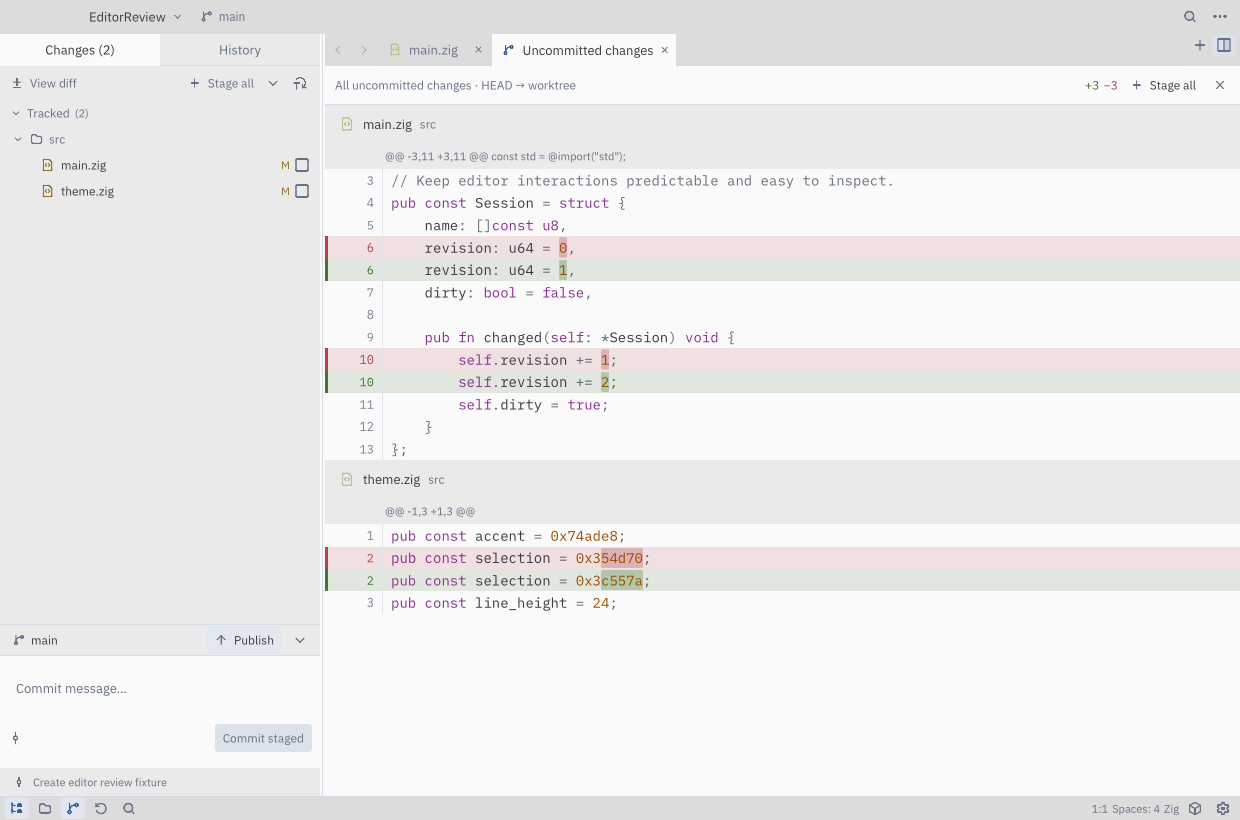 EditorReview main
Changes (2) History
main.zig Uncommitted changes
View diff Stage all
All uncommitted changes · HEAD → worktree +3 −3 Stage all
Tracked (2)
src
main.zig M
theme.zig M
main.zig src
@@ -3,11 +3,11 @@ const std = @import("std");
3 // Keep editor interactions predictable and easy to inspect.
4 pub const Session = struct {
5 name: []const u8,
6 revision: u64 = 0,
6 revision: u64 = 1,
7 dirty: bool = false,
8
9 pub fn changed(self: *Session) void {
10 self.revision += 1;
10 self.revision += 2;
11 self.dirty = true;
12 }
13 };
theme.zig src
@@ -1,3 +1,3 @@
1 pub const accent = 0x74ade8;
2 pub const selection = 0x354d70;
2 pub const selection = 0x3c557a;
3 pub const line_height = 24;
main Publish
Commit message...
Commit staged
Create editor review fixture
1:1 Spaces: 4 Zig